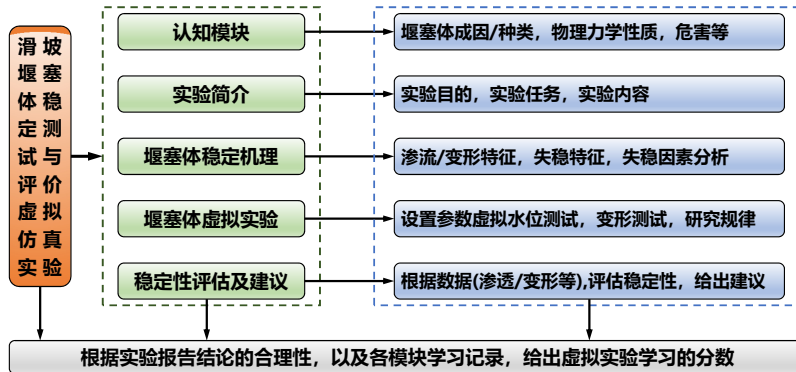 滑坡
堰塞
体稳
定测
试与
评价
虚拟
仿真
实验
认知模块
堰塞体成因/种类，物理力学性质，危害等
实验简介
实验目的，实验任务，实验内容
堰塞体稳定机理
渗流/变形特征，失稳特征，失稳因素分析
堰塞体虚拟实验
设置参数虚拟水位测试，变形测试，研究规律
稳定性评估及建议
根据数据(渗透/变形等),评估稳定性，给出建议
根据实验报告结论的合理性，以及各模块学习记录，给出虚拟实验学习的分数